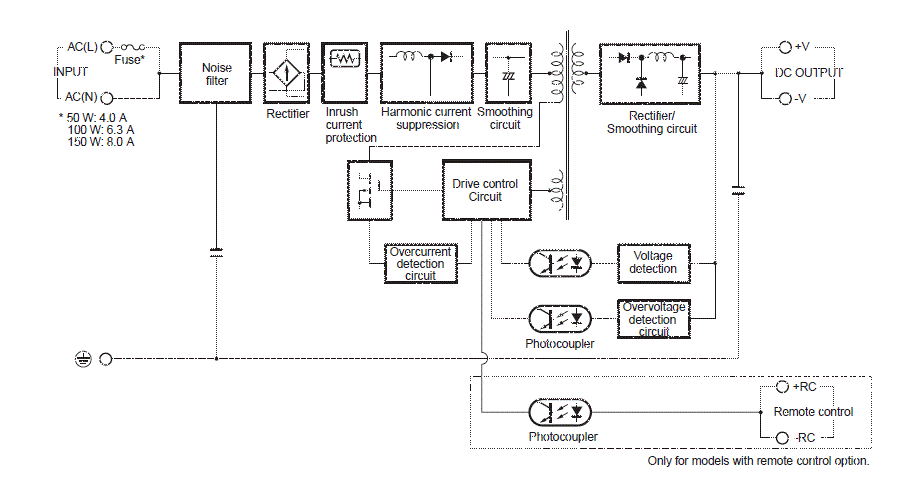 AC(L)
Fuse*
INPUT
AC(N)
* 50 W: 4.0 A
100 W: 6.3 A
150 W: 8.0 A
Noise
filter
Rectifier
Inrush
current
protection
Harmonic current
suppression
Smoothing
circuit
Rectifier/
Smoothing circuit
+V
DC OUTPUT
-V
Drive control
Circuit
Overcurrent
detection
circuit
Voltage
detection
Overvoltage
detection
circuit
Photocoupler
+RC
Remote control
-RC
Photocoupler
Only for models with remote control option.